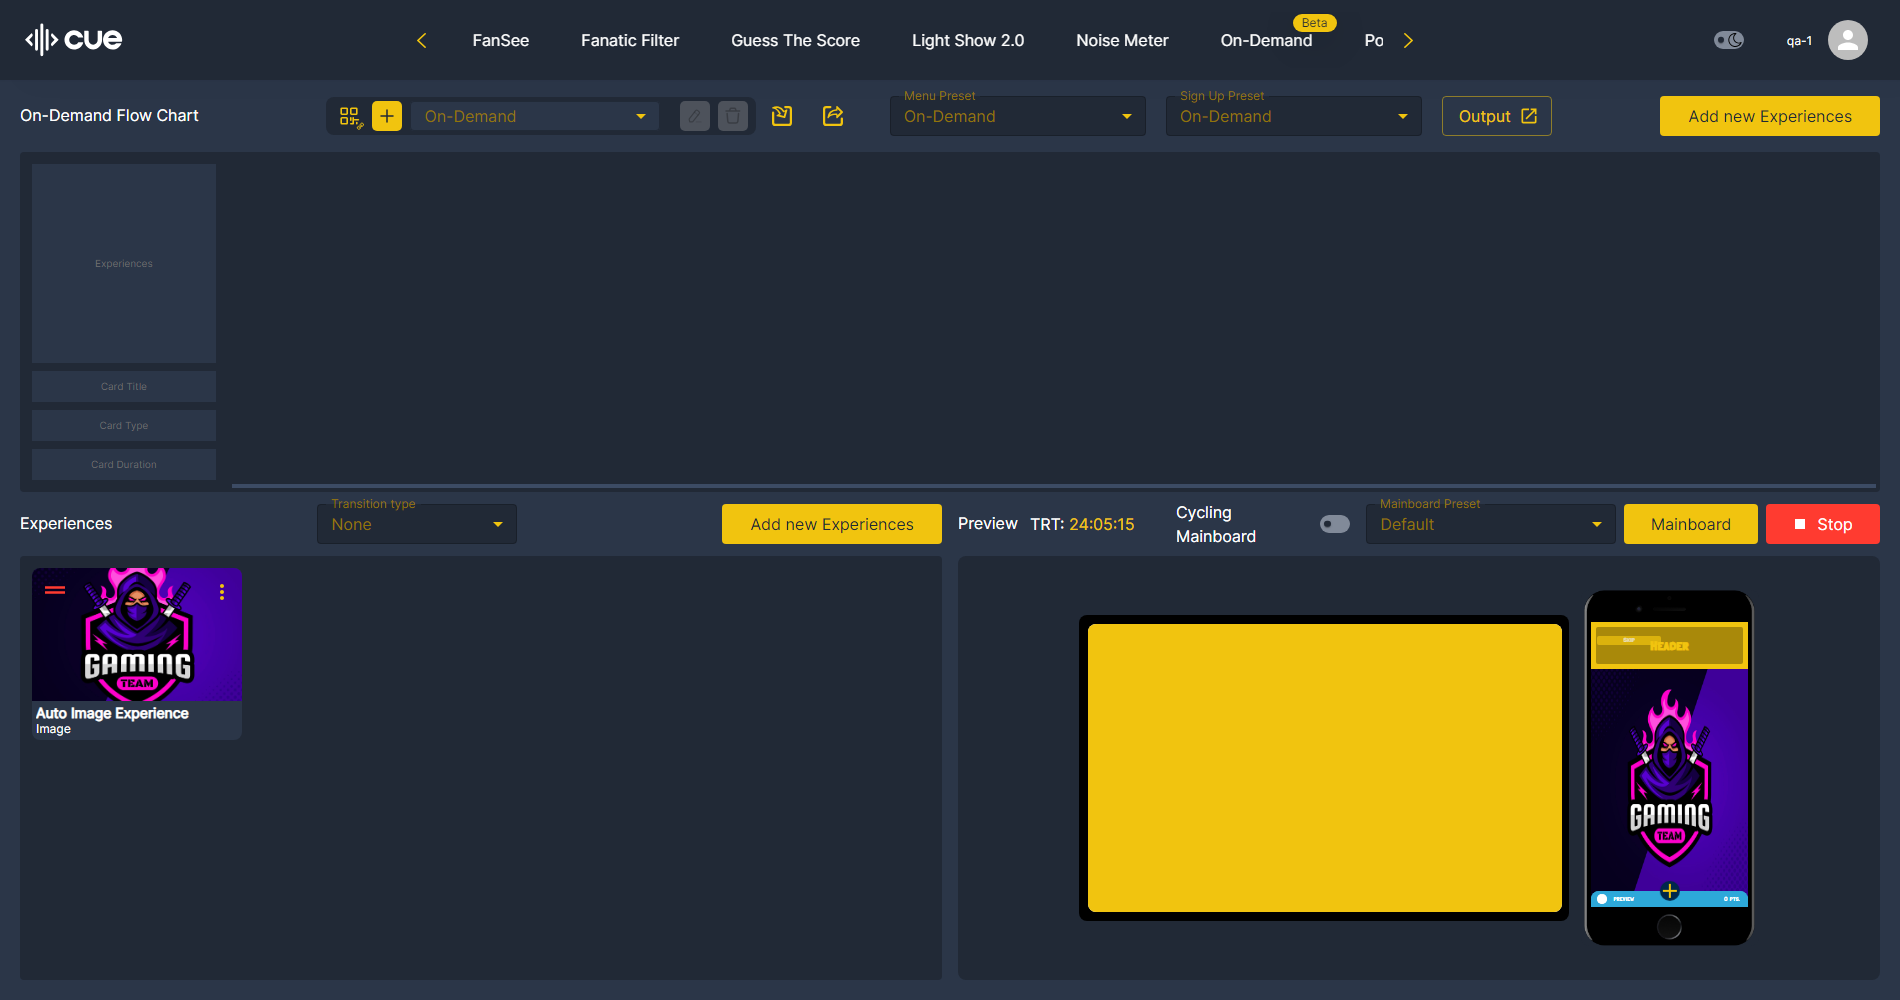 cue
FanSee
Fanatic Filter
Guess The Score
Light Show 2.0
Noise Meter
Beta
On-Demand
Po
qa-1
On-Demand Flow Chart
On-Demand
Menu Preset
On-Demand
Sign Up Preset
On-Demand
Output
Add new Experiences
Experiences
Card Title
Card Type
Card Duration
Experiences
Transition type
None
Add new Experiences
Preview
TRT: 24:05:15
Cycling
Mainboard
Mainboard Preset
Default
Mainboard
Stop
GAMING
TEAM
Auto Image Experience
Image
HEADER
GAMING
TEAM
PREVIEW
0 PTS.